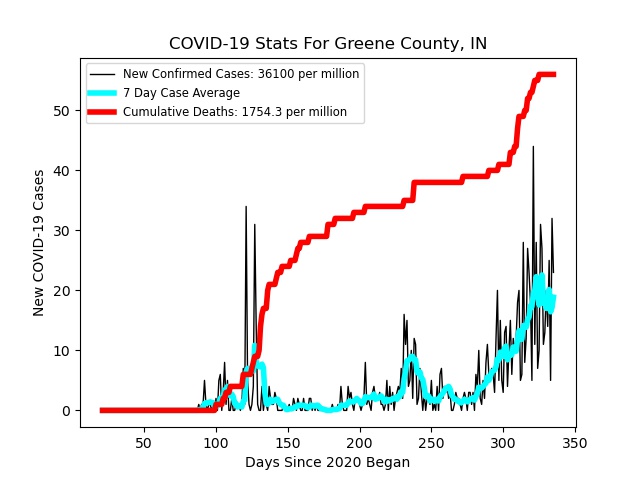 COVID-19 Stats For Greene County, IN
New Confirmed Cases: 36100 per million
7 Day Case Average
Cumulative Deaths: 1754.3 per million
New COVID-19 Cases
50
40
30
20
10
0
50 100 150 200 250 300 350
Days Since 2020 Began